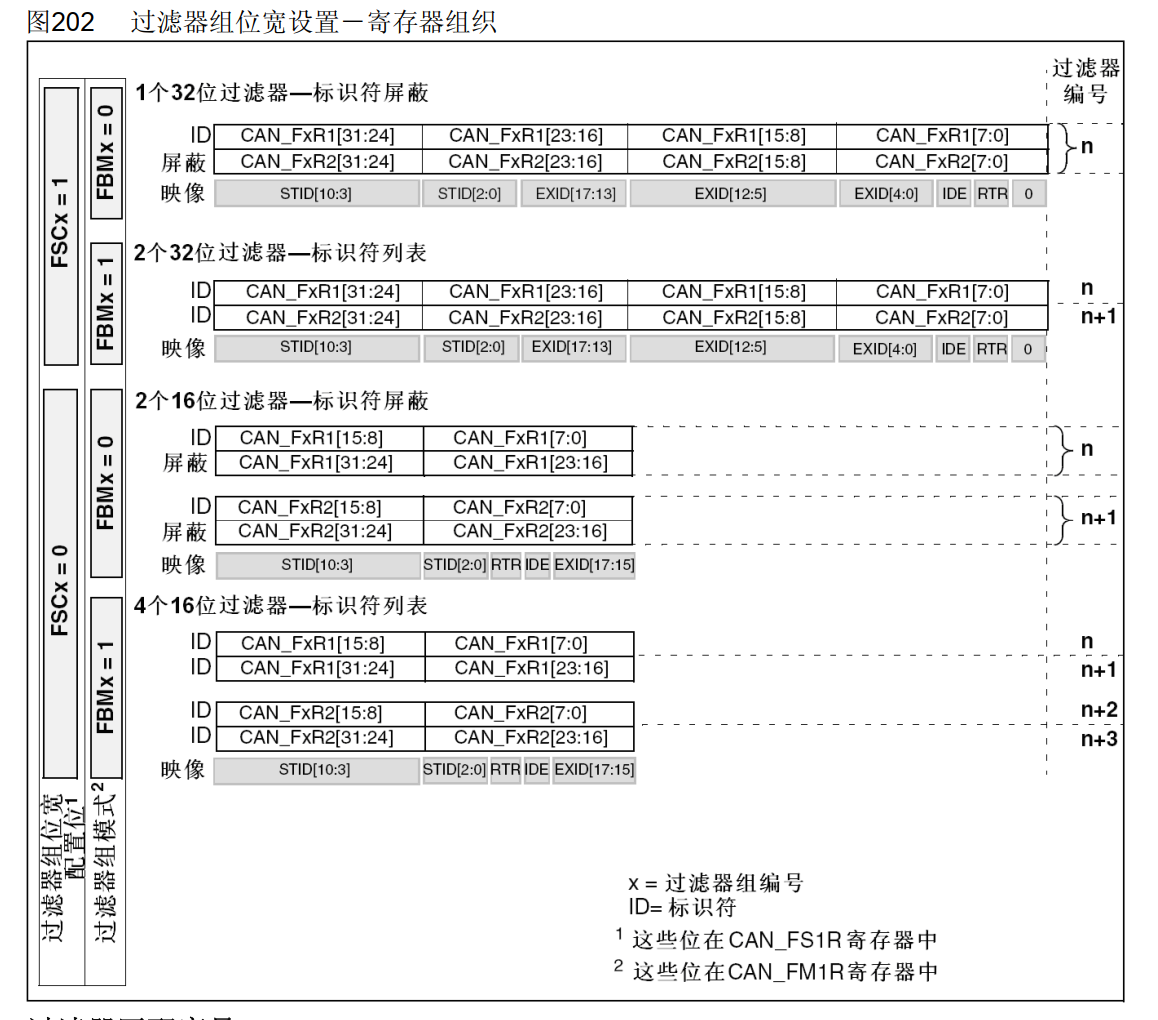 图202 过滤器组位宽设置－寄存器组织
过滤器
编号
1个32位过滤器—标识符屏蔽
ID CAN_FxR1[31:24] CAN_FxR1[23:16] CAN_FxR1[15:8] CAN_FxR1[7:0]
n
屏蔽 CAN_FxR2[31:24] CAN_FxR2[23:16] CAN_FxR2[15:8] CAN_FxR2[7:0]
映像 STID[10:3] STID[2:0] EXID[17:13] EXID[12:5] EXID[4:0] IDE RTR 0
FBMx = 0
FSCx = 1
2个32位过滤器—标识符列表
ID CAN_FxR1[31:24] CAN_FxR1[23:16] CAN_FxR1[15:8] CAN_FxR1[7:0] n
ID CAN_FxR2[31:24] CAN_FxR2[23:16] CAN_FxR2[15:8] CAN_FxR2[7:0] n+1
映像 STID[10:3] STID[2:0] EXID[17:13] EXID[12:5] EXID[4:0] IDE RTR 0
FBMx = 1
2个16位过滤器—标识符屏蔽
ID CAN_FxR1[15:8] CAN_FxR1[7:0]
n
屏蔽 CAN_FxR1[31:24] CAN_FxR1[23:16]
ID CAN_FxR2[15:8] CAN_FxR2[7:0]
n+1
屏蔽 CAN_FxR2[31:24] CAN_FxR2[23:16]
映像 STID[10:3] STID[2:0] RTR IDE EXID[17:15]
FBMx = 0
FSCx = 0
4个16位过滤器—标识符列表
ID CAN_FxR1[15:8] CAN_FxR1[7:0] n
ID CAN_FxR1[31:24] CAN_FxR1[23:16] n+1
ID CAN_FxR2[15:8] CAN_FxR2[7:0] n+2
ID CAN_FxR2[31:24] CAN_FxR2[23:16] n+3
映像 STID[10:3] STID[2:0] RTR IDE EXID[17:15]
FBMx = 1
过滤器组位宽
配置位1
过滤器组模式2
x = 过滤器组编号
ID= 标识符
1 这些位在CAN_FS1R寄存器中
2 这些位在CAN_FM1R寄存器中